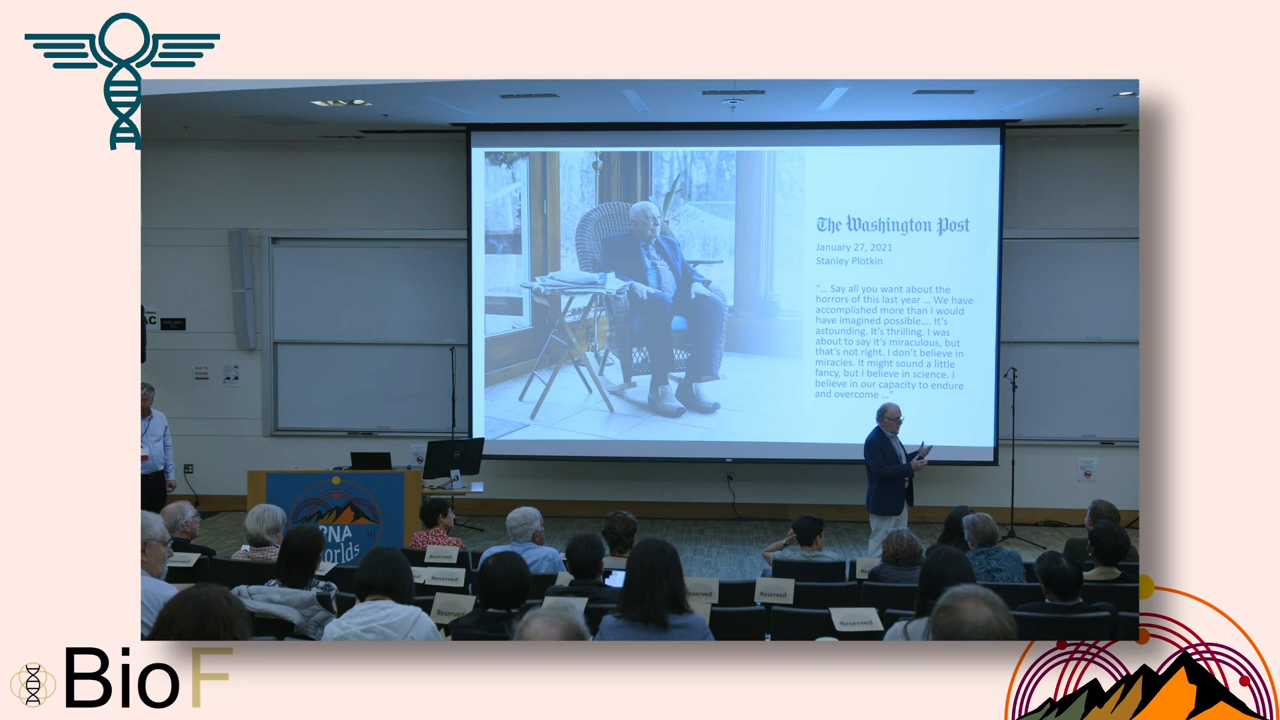 The Washington Post
January 27, 2021
Stanley Plotkin
"... Say all you want about the
horrors of this last year ... We have
accomplished more than I would
have imagined possible.... It's
astounding. It's thrilling. I was
about to say it's miraculous, but
that's not right. I don't believe in
miracles. It might sound a little
fancy, but I believe in science. I
believe in our capacity to endure
and overcome ..."
AC
RNA
Worlds
Reserved
Reserved
Reserved
Reserved
Reserved
Reserved
BioF